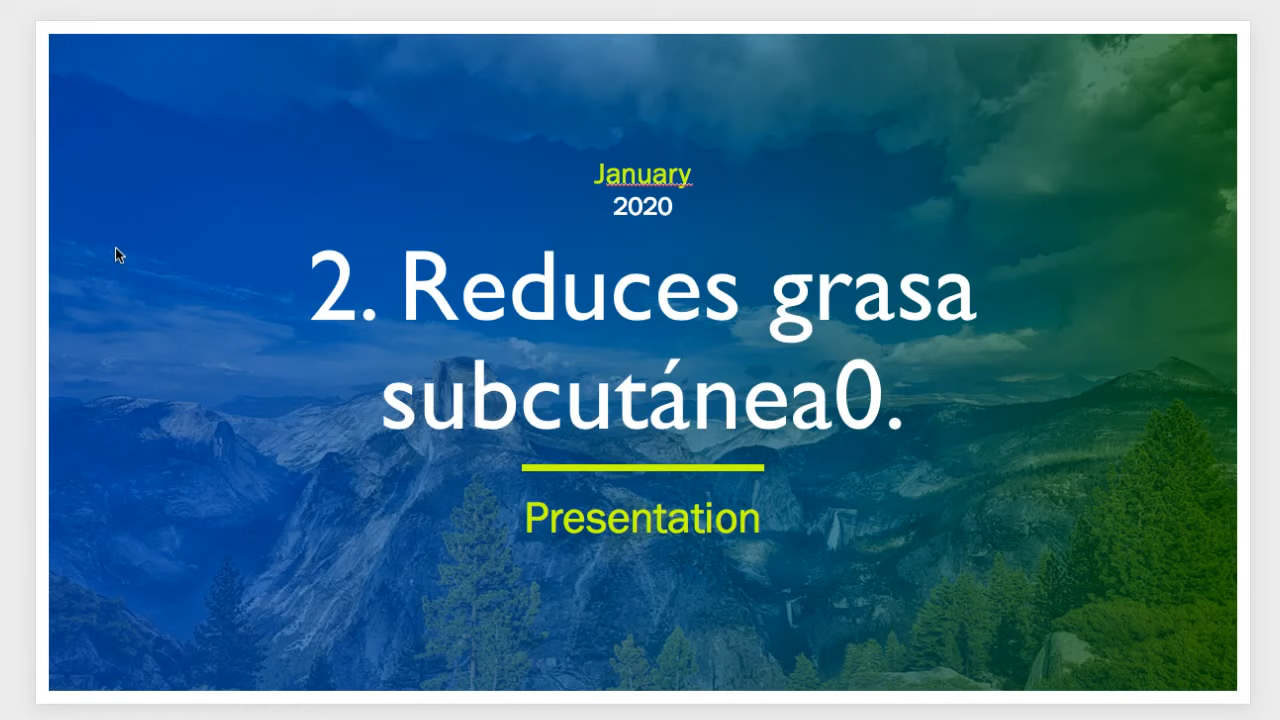 January
2020
2. Reduces grasa
subcutánea0.
Presentation